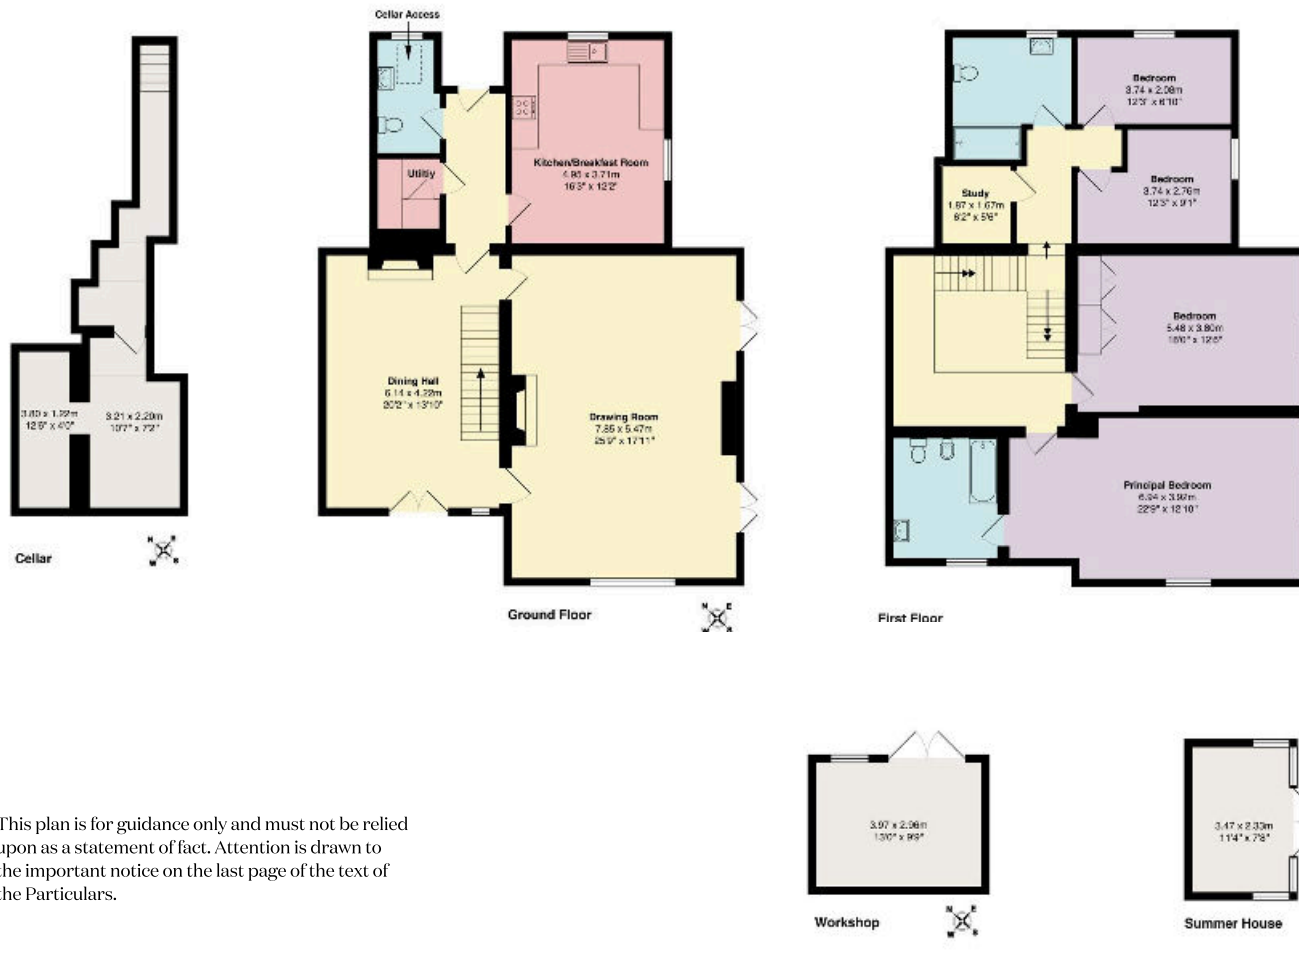 Cellar Access
Utiltiy
Kitchen/Breakfast Room
4.95 x 3.71m
16'3" x 12'2"
Dining Hall
6.14 x 4.22m
20'2" x 13'10"
Drawing Room
7.85 x 5.47m
25'9" x 17'11"
Ground Floor
N E
W S
3.80 x 1.22m
12'6" x 4'0"
3.21 x 2.20m
10'7" x 7'2"
Cellar
N E
W S
Bedroom
3.74 x 2.08m
12'3" x 6'10"
Bedroom
3.74 x 2.76m
12'3" x 9'1"
Study
1.87 x 1.67m
6'2" x 5'6"
Bedroom
5.48 x 3.80m
18'0" x 12'6"
Principal Bedroom
6.94 x 3.92m
22'9" x 12'10"
First Floor
This plan is for guidance only and must not be relied
upon as a statement of fact. Attention is drawn to
the important notice on the last page of the text of
the Particulars.
3.97 x 2.96m
13'0" x 9'9"
Workshop
N E
W S
3.47 x 2.33m
11'4" x 7'8"
Summer House